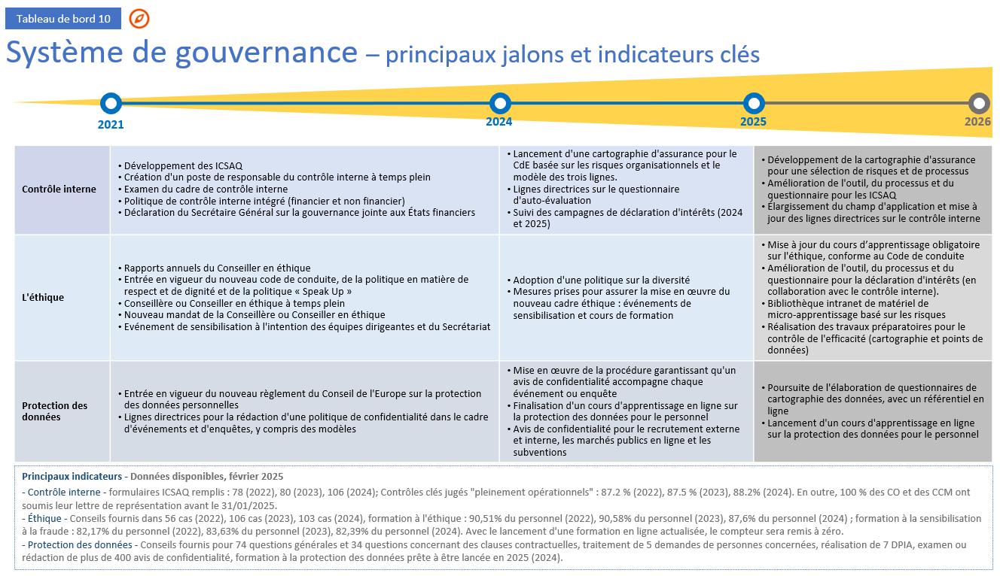 Tableau de bord 10
Système de gouvernance – principaux jalons et indicateurs clés
2021
2024
2025
2026
Contrôle interne
• Développement des ICSAQ
• Création d'un poste de responsable du contrôle interne à temps plein
• Examen du cadre de contrôle interne
• Politique de contrôle interne intégré (financier et non financier)
• Déclaration du Secrétaire Général sur la gouvernance jointe aux États financiers
• Lancement d'une cartographie d'assurance pour le
CdE basée sur les risques organisationnels et le
modèle des trois lignes.
• Lignes directrices sur le questionnaire
d'auto-évaluation
• Suivi des campagnes de déclaration d'intérêts (2024
et 2025)
• Développement de la cartographie d'assurance
pour une sélection de risques et de processus
• Amélioration de l'outil, du processus et du
questionnaire pour les ICSAQ
• Élargissement du champ d'application et mise à
jour des lignes directrices sur le contrôle interne
L'éthique
• Rapports annuels du Conseiller en éthique
• Entrée en vigueur du nouveau code de conduite, de la politique en matière de
respect et de dignité et de la politique « Speak Up »
• Conseillère ou Conseiller en éthique à temps plein
• Nouveau mandat de la Conseillère ou Conseiller en éthique
• Evénement de sensibilisation à l'intention des équipes dirigeantes et du Secrétariat
• Adoption d'une politique sur la diversité
• Mesures prises pour assurer la mise en œuvre du
nouveau cadre éthique : événements de
sensibilisation et cours de formation
• Mise à jour du cours d’apprentissage obligatoire
sur l'éthique, conforme au Code de conduite
• Amélioration de l'outil, du processus et du
questionnaire pour la déclaration d'intérêts (en
collaboration avec le contrôle interne).
• Bibliothèque intranet de matériel de
micro-apprentissage basé sur les risques
• Réalisation des travaux préparatoires pour le
contrôle de l'efficacité (cartographie et points de
données)
Protection des
données
• Entrée en vigueur du nouveau règlement du Conseil de l'Europe sur la protection
des données personnelles
• Lignes directrices pour la rédaction d'une politique de confidentialité dans le cadre
d'événements et d'enquêtes, y compris des modèles
• Mise en œuvre de la procédure garantissant qu'un
avis de confidentialité accompagne chaque
événement ou enquête
• Finalisation d'un cours d'apprentissage en ligne sur
la protection des données pour le personnel
• Avis de confidentialité pour le recrutement externe
et interne, les marchés publics en ligne et les
subventions
• Poursuite de l'élaboration de questionnaires de
cartographie des données, avec un référentiel en
ligne
• Lancement d'un cours d'apprentissage en ligne
sur la protection des données pour le personnel
Principaux indicateurs - Données disponibles, février 2025
- Contrôle interne - formulaires ICSAQ remplis : 78 (2022), 80 (2023), 106 (2024); Contrôles clés jugés "pleinement opérationnels" : 87.2 % (2022), 87.5 % (2023), 88.2% (2024). En outre, 100 % des CO et des CCM ont
soumis leur lettre de représentation avant le 31/01/2025.
- Éthique - Conseils fournis dans 56 cas (2022), 106 cas (2023), 103 cas (2024), formation à l'éthique : 90,51% du personnel (2022), 90,58% du personnel (2023), 87,6% du personnel (2024) ; formation à la sensibilisation
à la fraude : 82,17% du personnel (2022), 83,63% du personnel (2023), 82,39% du personnel (2024). Avec le lancement d'une formation en ligne actualisée, le compteur sera remis à zéro.
- Protection des données - Conseils fournis pour 74 questions générales et 34 questions concernant des clauses contractuelles, traitement de 5 demandes de personnes concernées, réalisation de 7 DPIA, examen ou
rédaction de plus de 400 avis de confidentialité, formation à la protection des données prête à être lancée en 2025 (2024).